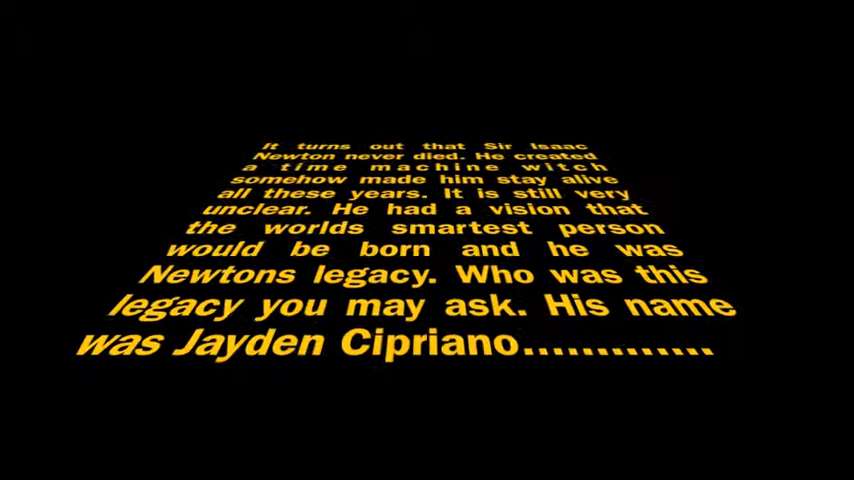 It turns out that Sir Isaac
Newton never died. He created
a time machine witch
somehow made him stay alive
all these years. It is still very
unclear. He had a vision that
the worlds smartest person
would be born and he was
Newtons legacy. Who was this
legacy you may ask. His name
was Jayden Cipriano.............